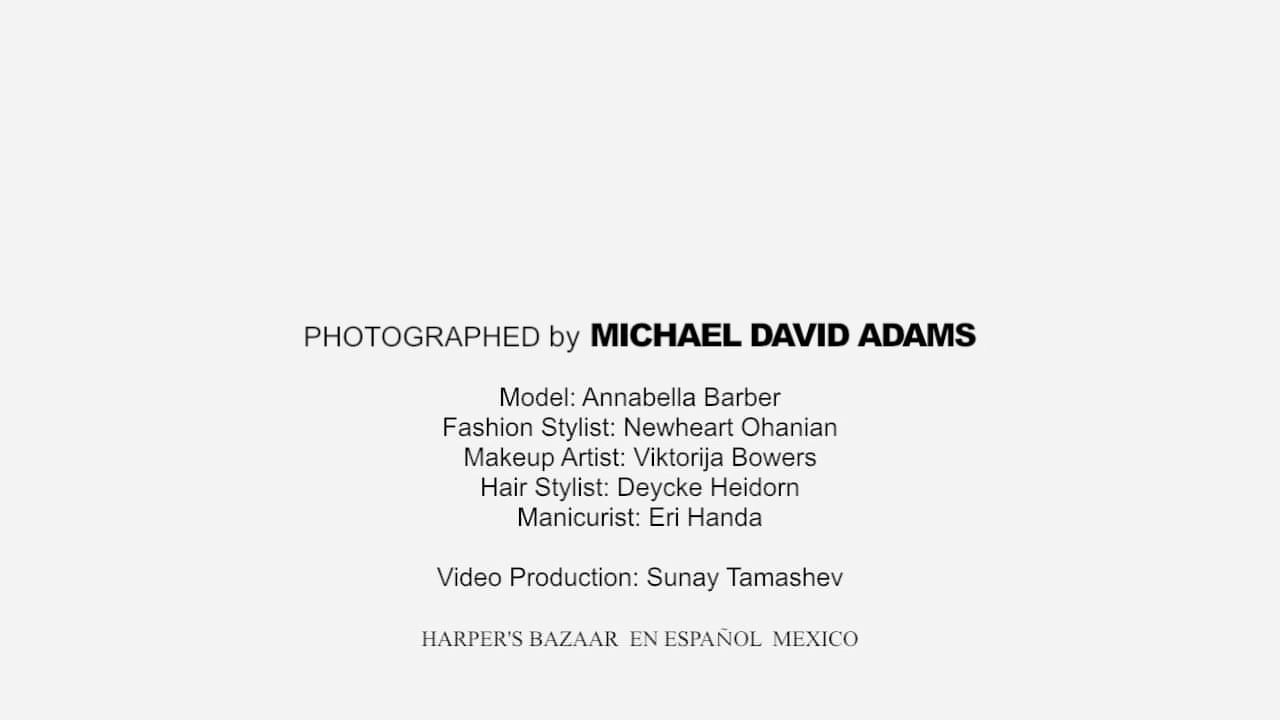 PHOTOGRAPHED by MICHAEL DAVID ADAMS
Model: Annabella Barber
Fashion Stylist: Newheart Ohanian
Makeup Artist: Viktorija Bowers
Hair Stylist: Deycke Heidorn
Manicurist: Eri Handa
Video Production: Sunay Tamashev
HARPER'S BAZAAR EN ESPAÑOL MEXICO